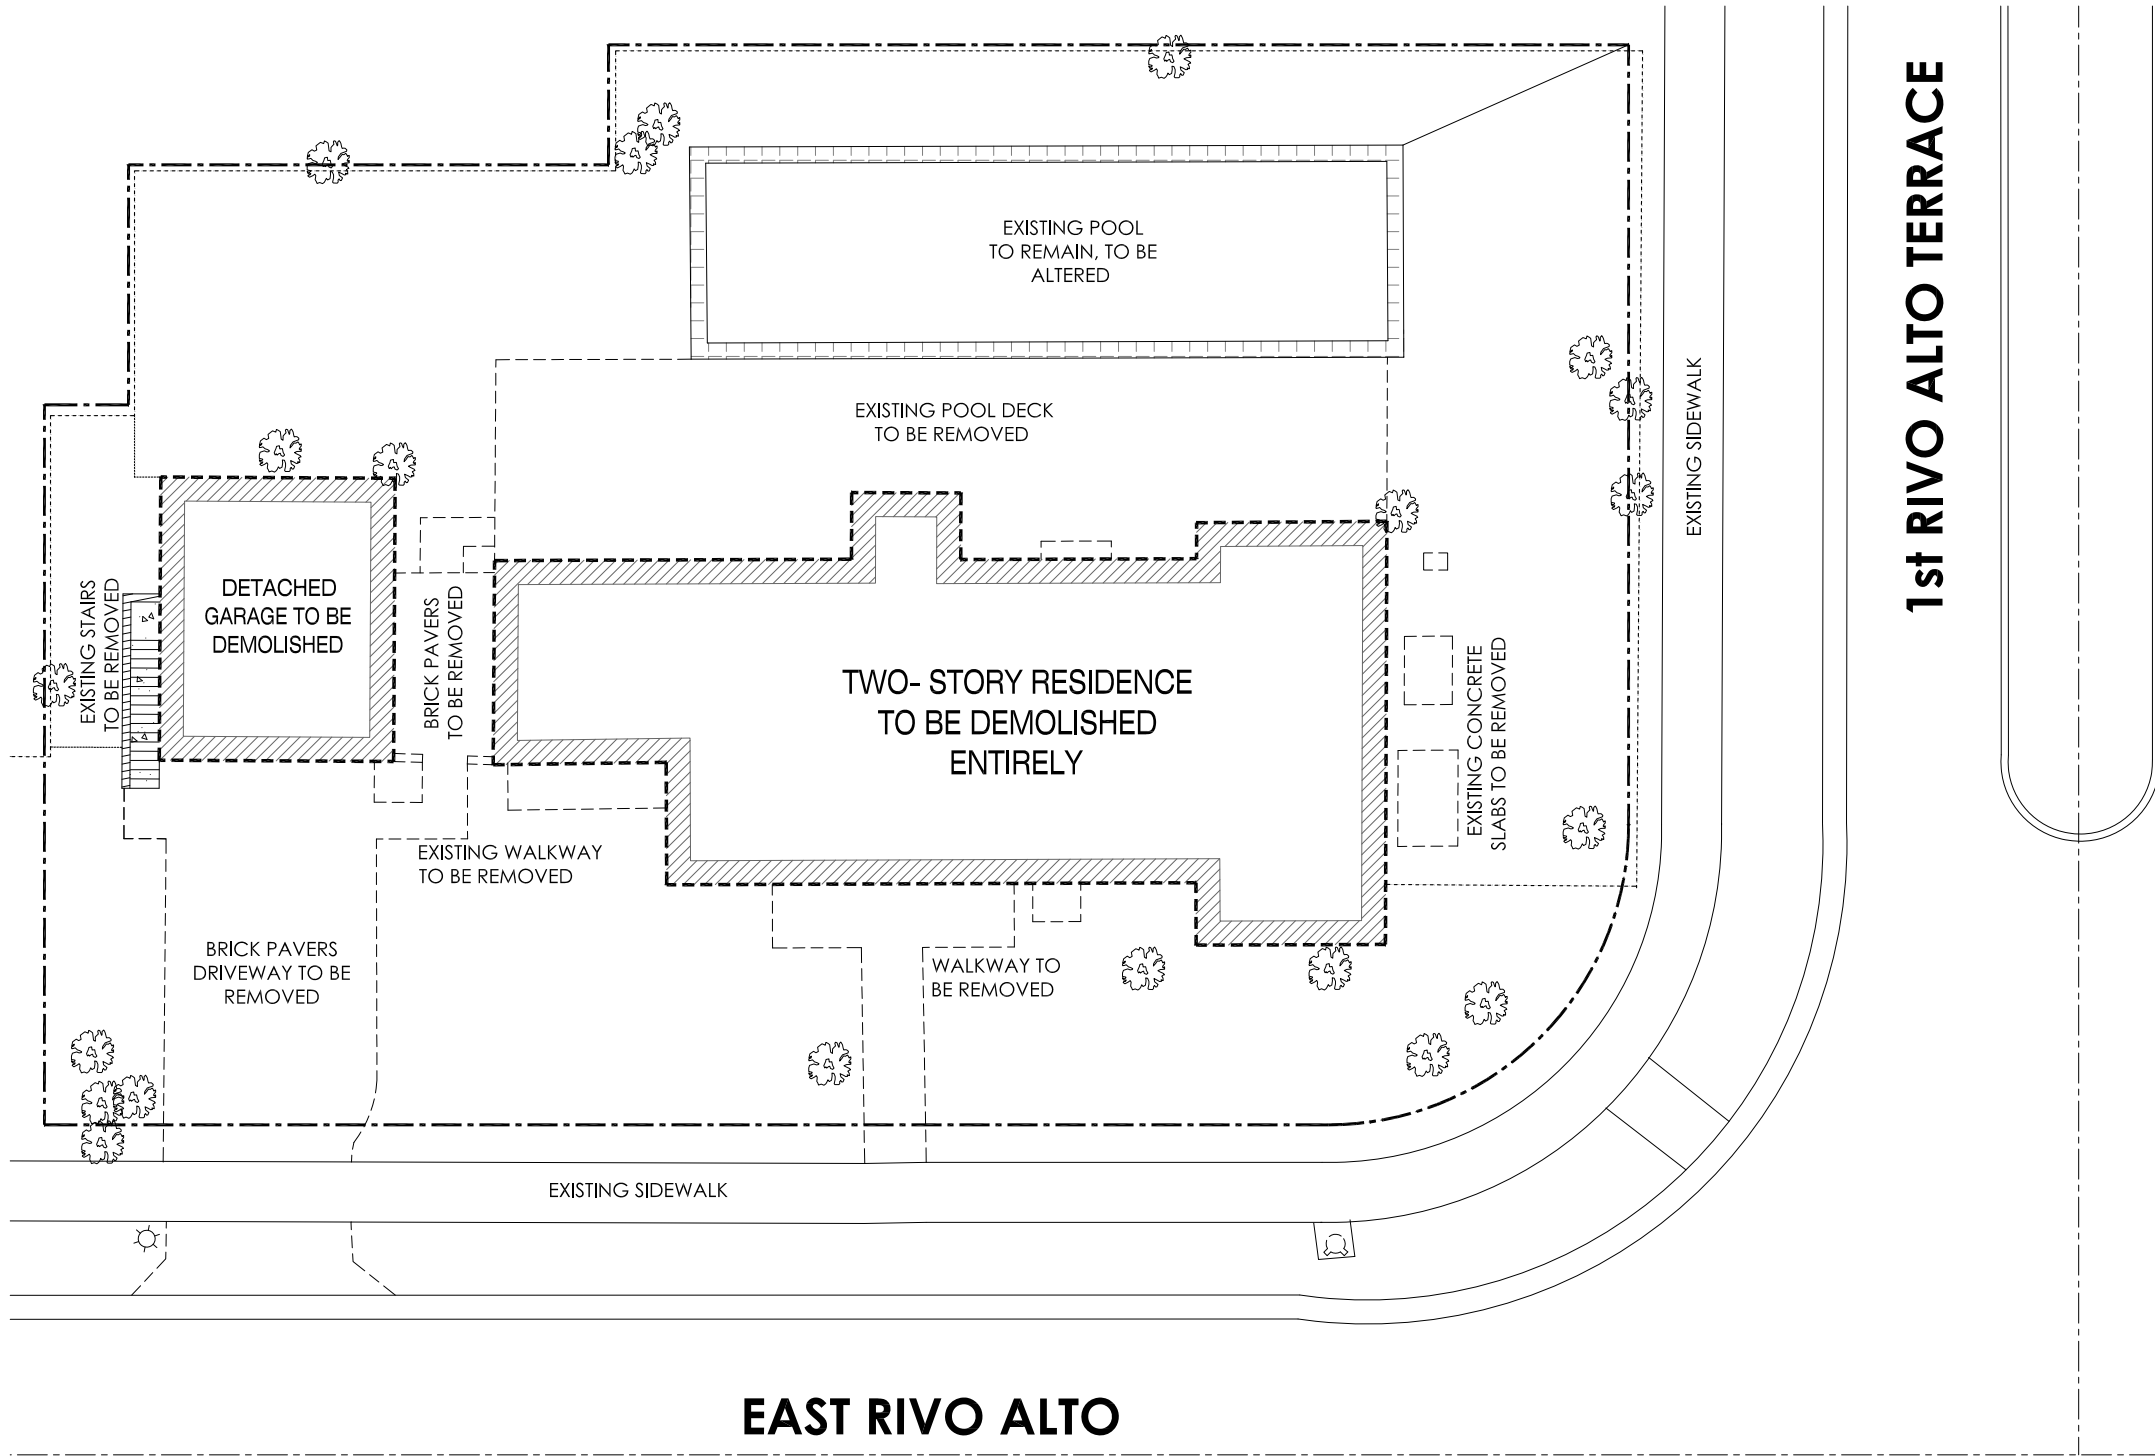 1st RIVO ALTO TERRACE
EXISTING POOL
TO REMAIN, TO BE
ALTERED
EXISTING POOL DECK
TO BE REMOVED
EXISTING SIDEWALK
DETACHED
GARAGE TO BE
DEMOLISHED
EXISTING STAIRS
TO BE REMOVED
BRICK PAVERS
TO BE REMOVED
TWO- STORY RESIDENCE
TO BE DEMOLISHED
ENTIRELY
EXISTING CONCRETE
SLABS TO BE REMOVED
EXISTING WALKWAY
TO BE REMOVED
BRICK PAVERS
DRIVEWAY TO BE
REMOVED
WALKWAY TO
BE REMOVED
EXISTING SIDEWALK
EAST RIVO ALTO